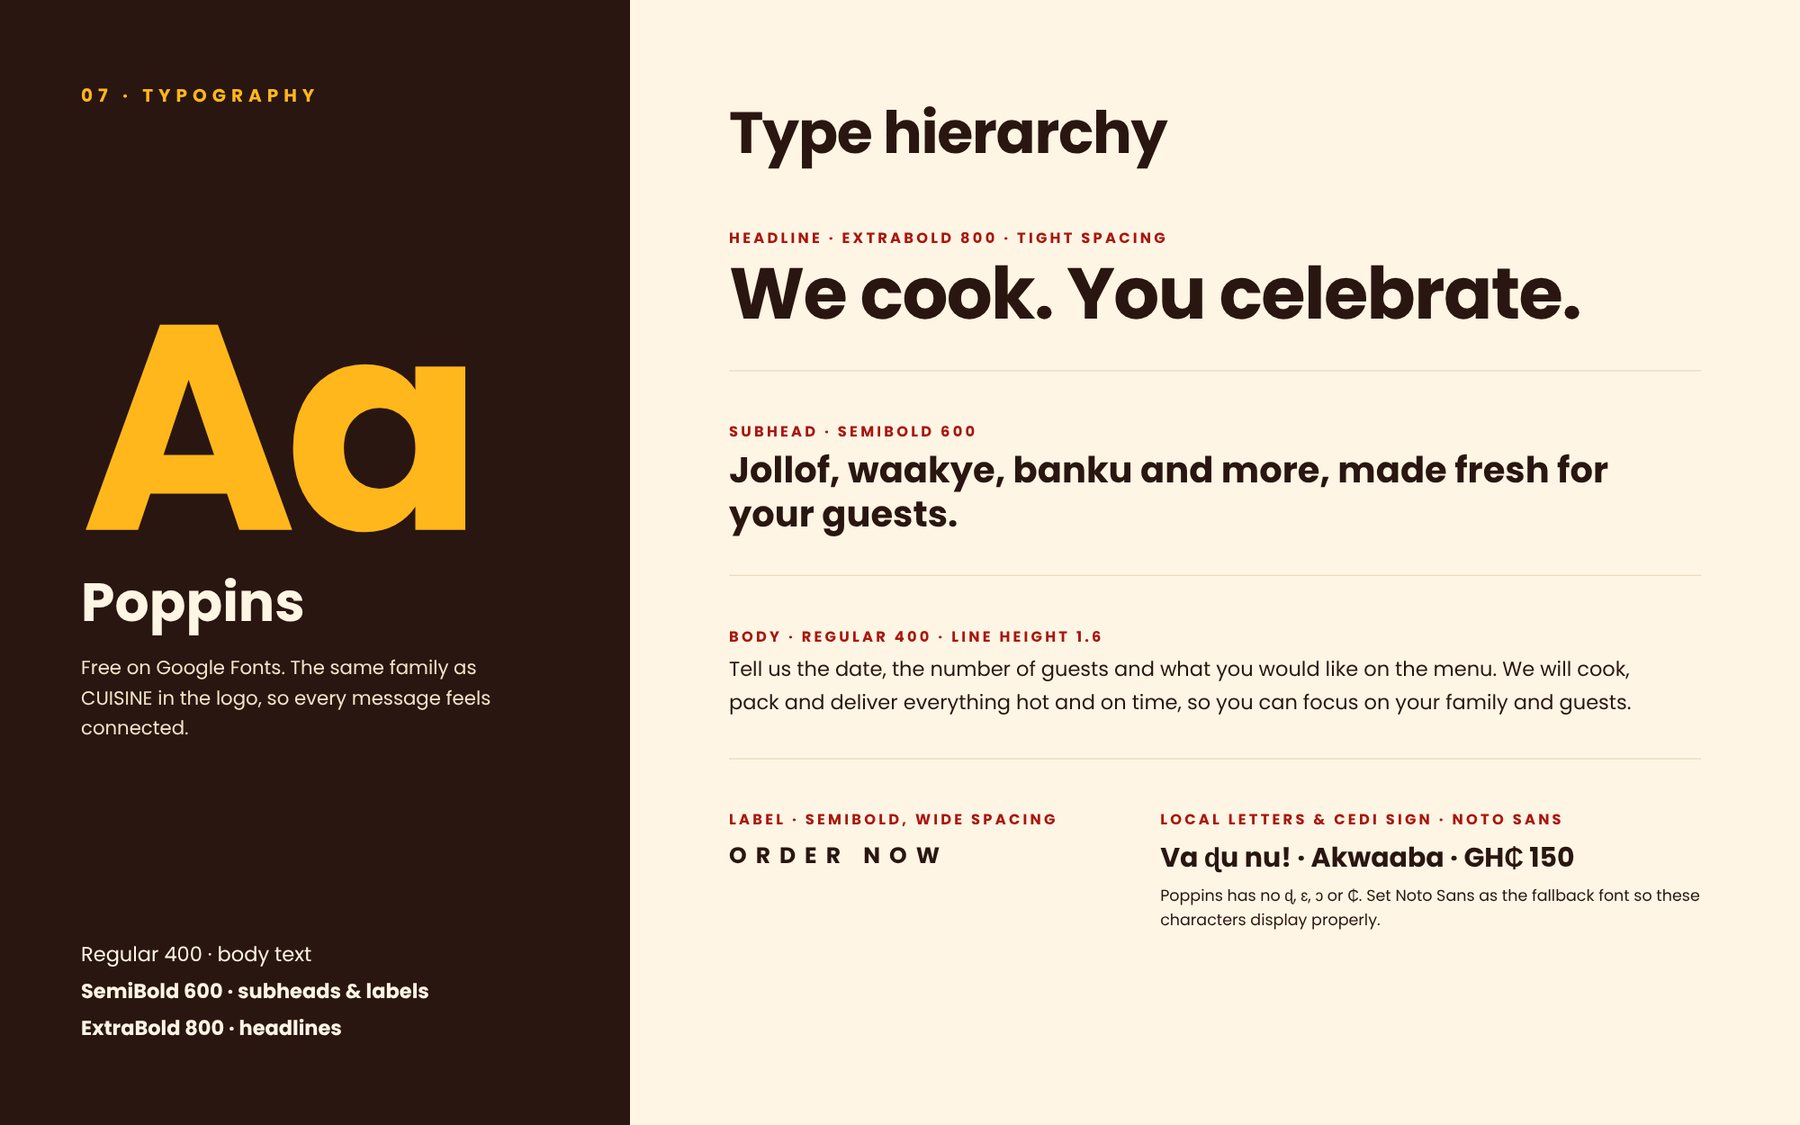 07 · TYPOGRAPHY
Aa
Poppins
Free on Google Fonts. The same family as
CUISINE in the logo, so every message feels
connected.
Regular 400 · body text
SemiBold 600 · subheads & labels
ExtraBold 800 · headlines
Type hierarchy
HEADLINE · EXTRABOLD 800 · TIGHT SPACING
We cook. You celebrate.
SUBHEAD · SEMIBOLD 600
Jollof, waakye, banku and more, made fresh for
your guests.
BODY · REGULAR 400 · LINE HEIGHT 1.6
Tell us the date, the number of guests and what you would like on the menu. We will cook,
pack and deliver everything hot and on time, so you can focus on your family and guests.
LABEL · SEMIBOLD, WIDE SPACING
ORDER NOW
LOCAL LETTERS & CEDI SIGN · NOTO SANS
Va ɖu nu! · Akwaaba · GH₵ 150
Poppins has no ɖ, ɛ, ɔ or ₵. Set Noto Sans as the fallback font so these
characters display properly.